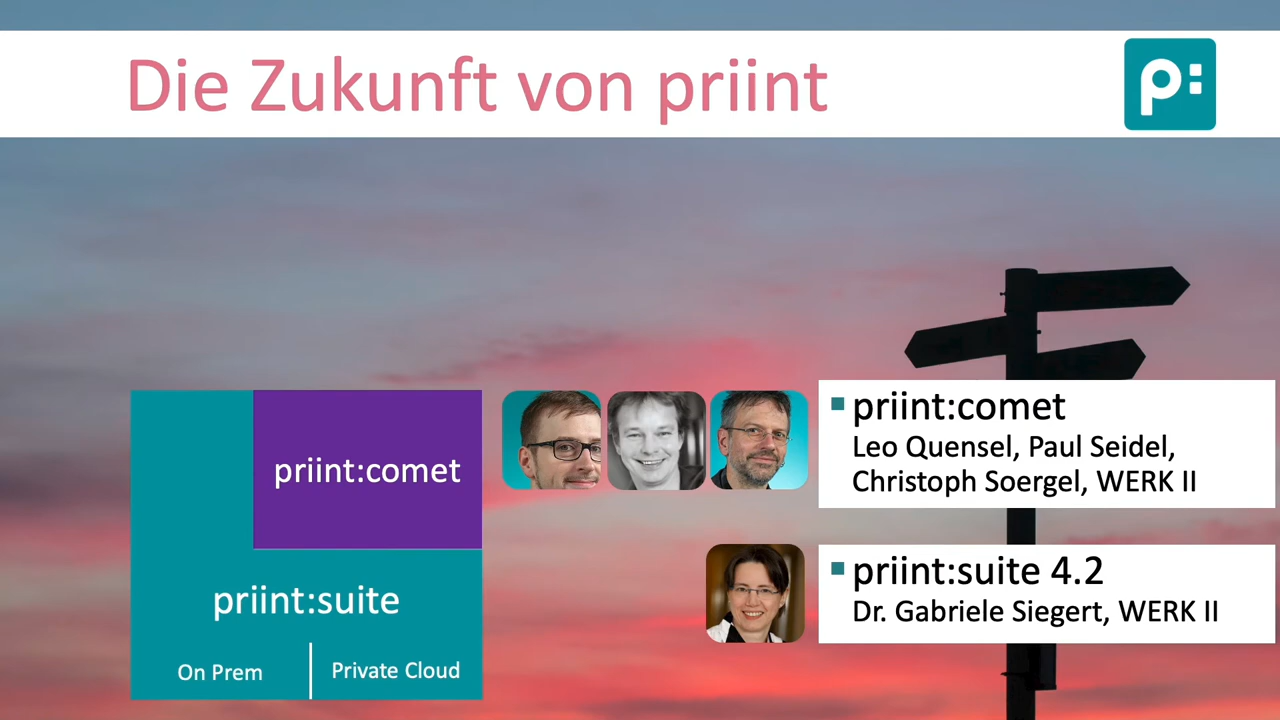 Die Zukunft von priint
p:
priint:comet
priint:suite
On Prem
Private Cloud
priint:comet
Leo Quensel, Paul Seidel,
Christoph Soergel, WERK II
priint:suite 4.2
Dr. Gabriele Siegert, WERK II